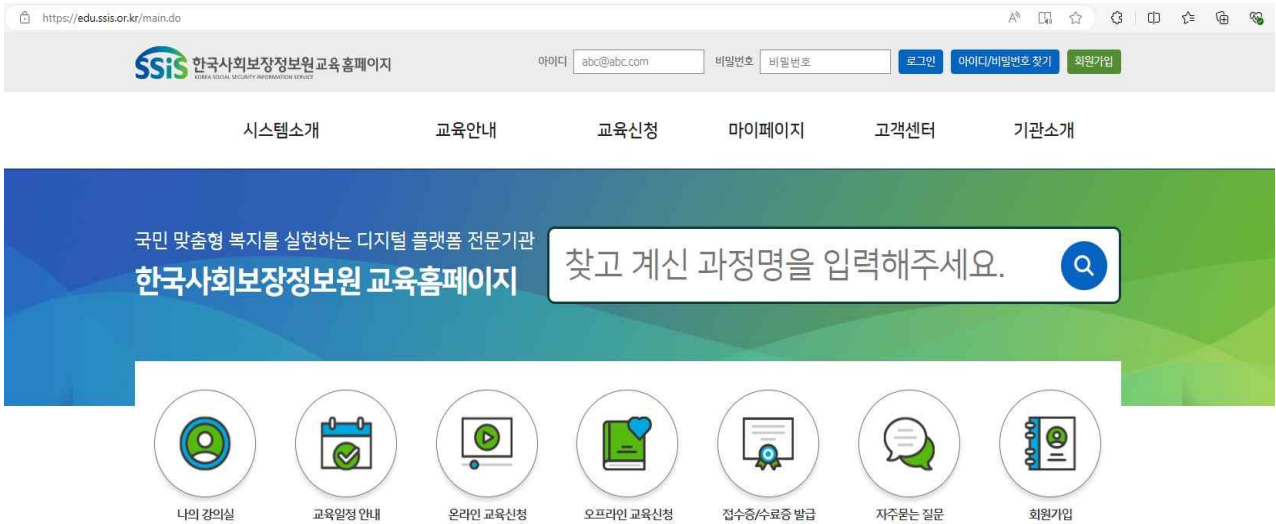 https://edu.ssis.or.kr/main.do
SSiS 한국사회보장정보원교육홈페이지
KOREA SOCIAL SECURITY INFORMATION SERVICE
아이디 abc@abc.com 비밀번호 비밀번호 로그인 아이디/비밀번호 찾기 회원가입
시스템소개 교육안내 교육신청 마이페이지 고객센터 기관소개
국민 맞춤형 복지를 실현하는 디지털 플랫폼 전문기관
한국사회보장정보원 교육홈페이지
찾고 계신 과정명을 입력해주세요.
나의 강의실 교육일정 안내 온라인 교육신청 오프라인 교육신청 접수증/수료증 발급 자주묻는 질문 회원가입